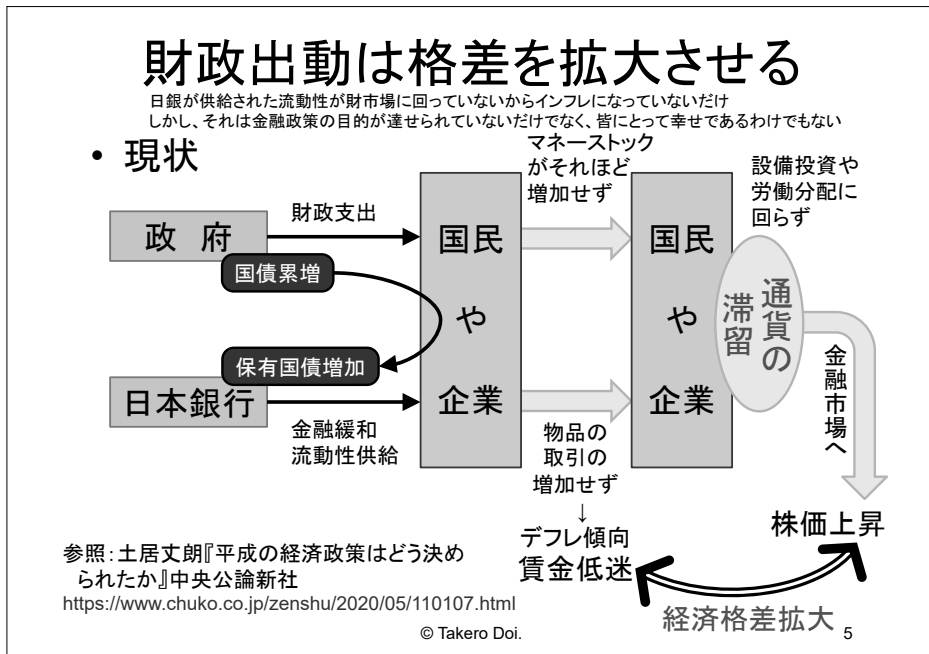 財政出動は格差を拡大させる
日銀が供給された流動性が財市場に回っていないからインフレになっていないだけ
しかし、それは金融政策の目的が達せられていないだけでなく、皆にとって幸せであるわけでもない
• 現状
マネーストック
がそれほど
増加せず
設備投資や
労働分配に
回らず
政 府
財政支出
国債累増
国民
や
企業
国民
や
企業
通貨の
滞留
保有国債増加
日本銀行
金融緩和
流動性供給
物品の
取引の
増加せず
↓
デフレ傾向
賃金低迷
金融市場へ
株価上昇
経済格差拡大
参照：土居丈朗『平成の経済政策はどう決め
られたか』中央公論新社
https://www.chuko.co.jp/zenshu/2020/05/110107.html
© Takero Doi.
5